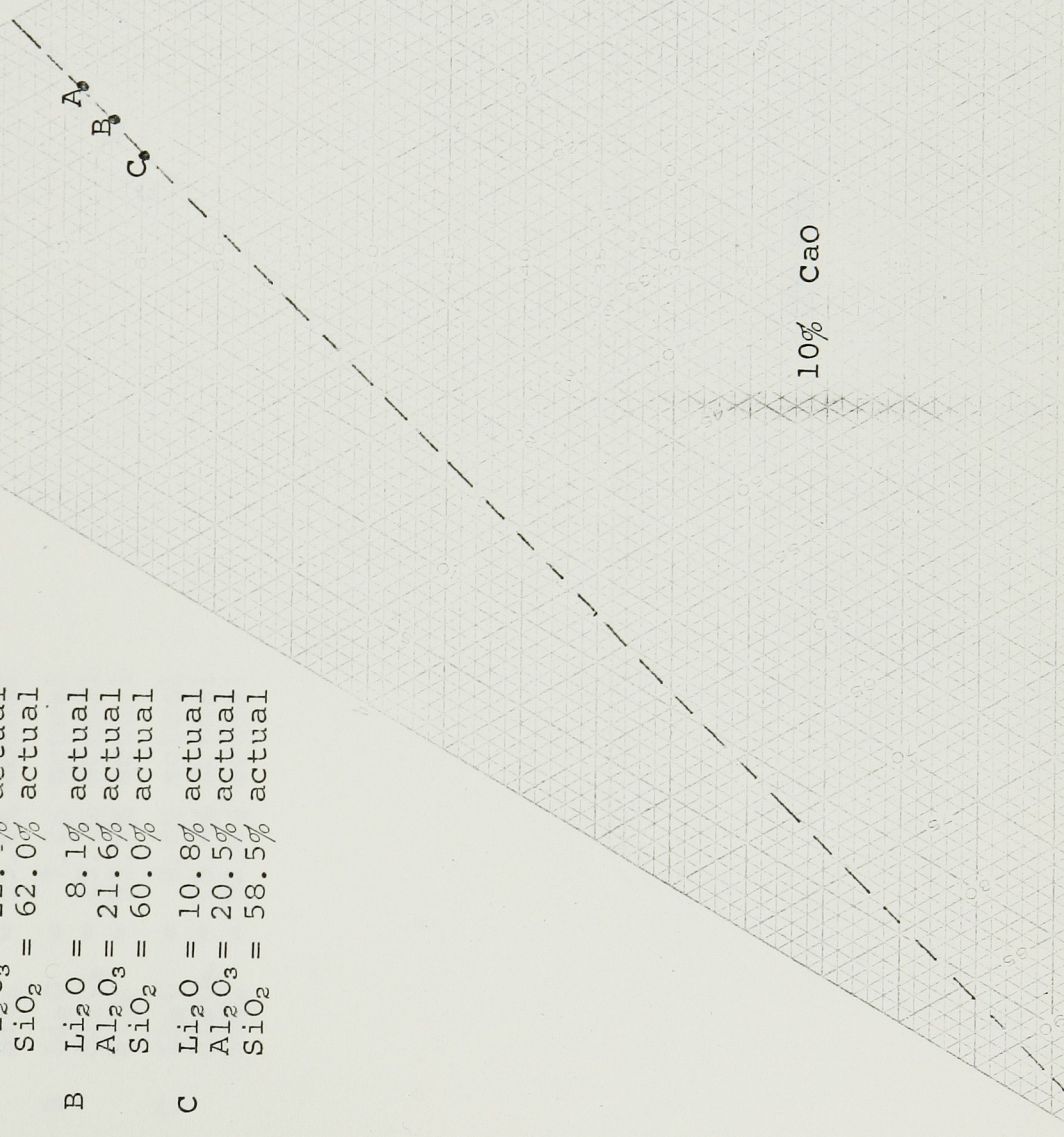 A
B
C
10% CaO
SiO₂ = 62.0% actual
B Li₂O = 8.1% actual
Al₂O₃ = 21.6% actual
SiO₂ = 60.0% actual
C Li₂O = 10.8% actual
Al₂O₃ = 20.5% actual
SiO₂ = 58.5% actual